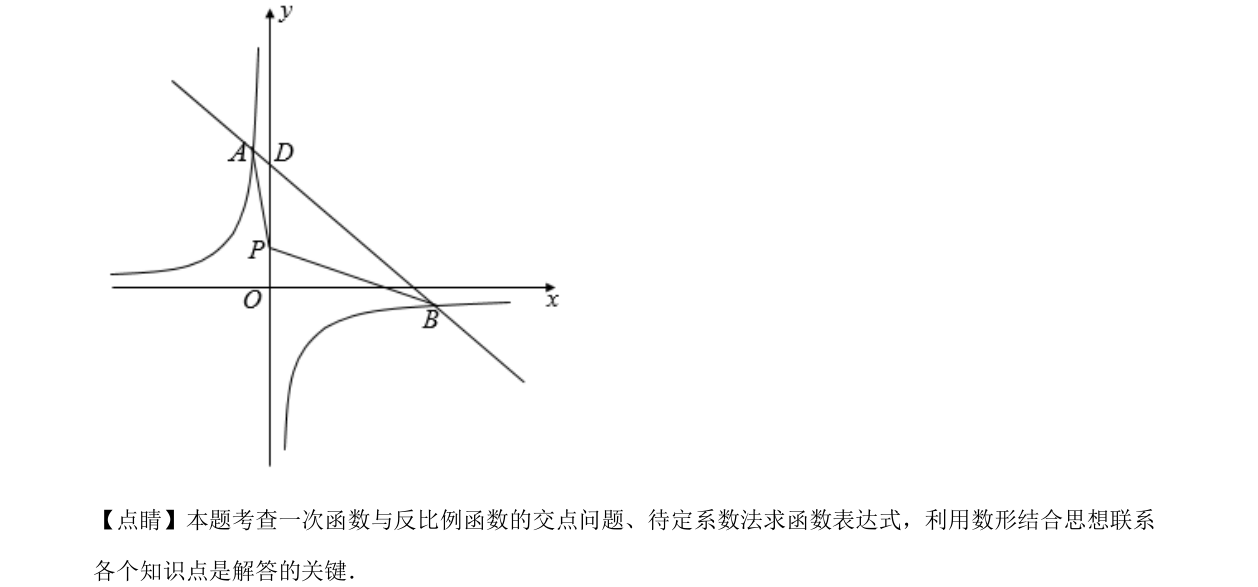 y
A
D
P
O
x
B
【点睛】本题考查一次函数与反比例函数的交点问题、待定系数法求函数表达式，利用数形结合思想联系
各个知识点是解答的关键．